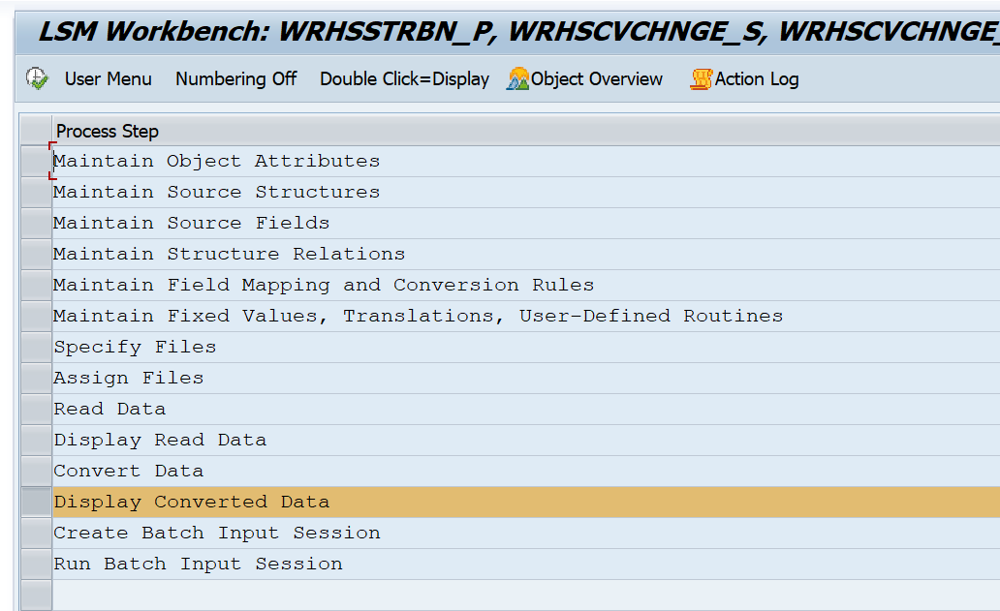 LSM Workbench: WRHSSTRBN_P, WRHSCVCHNGE_S, WRHSCVCHNGE_
User Menu Numbering Off Double Click=Display Object Overview Action Log
Process Step
Maintain Object Attributes
Maintain Source Structures
Maintain Source Fields
Maintain Structure Relations
Maintain Field Mapping and Conversion Rules
Maintain Fixed Values, Translations, User-Defined Routines
Specify Files
Assign Files
Read Data
Display Read Data
Convert Data
Display Converted Data
Create Batch Input Session
Run Batch Input Session